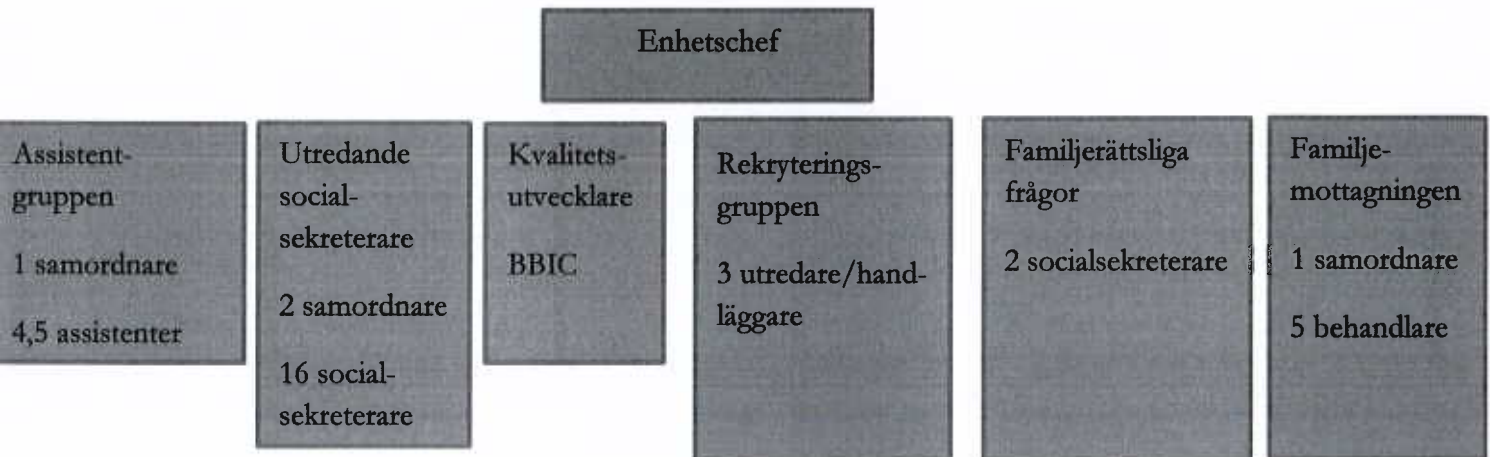 Enhetschef
Assistent-
gruppen
1 samordnare
4,5 assistenter
Utredande
social-
sekreterare
2 samordnare
16 social-
sekreterare
Kvalitets-
utvecklare
BBIC
Rekryterings-
gruppen
3 utredare/hand-
läggare
Familjerättsliga
frågor
2 socialsekreterare
Familje-
mottagningen
1 samordnare
5 behandlare